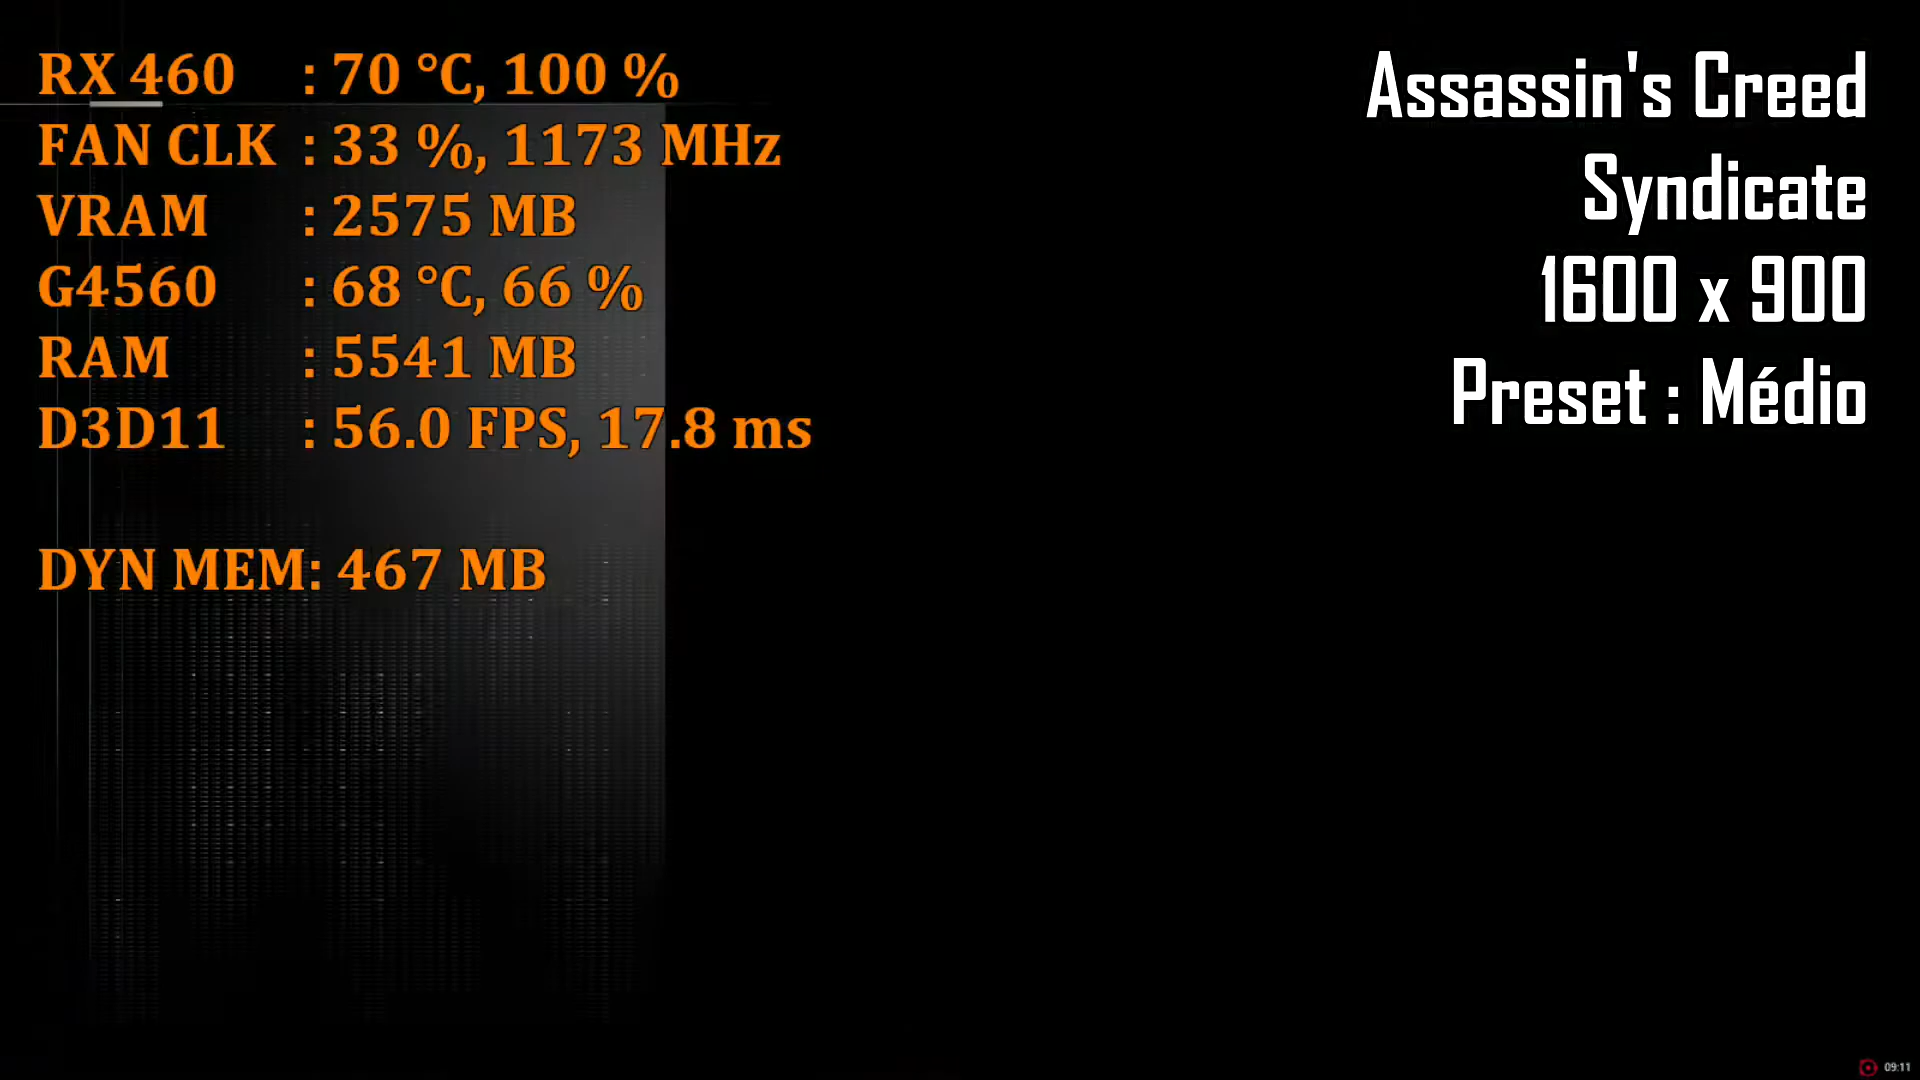 RX 460 : 70 °C, 100 %
FAN CLK : 33 %, 1173 MHz
VRAM : 2575 MB
G4560 : 68 °C, 66 %
RAM : 5541 MB
D3D11 : 56.0 FPS, 17.8 ms
DYN MEM: 467 MB
Assassin's Creed
Syndicate
1600 x 900
Preset : Médio
09:11